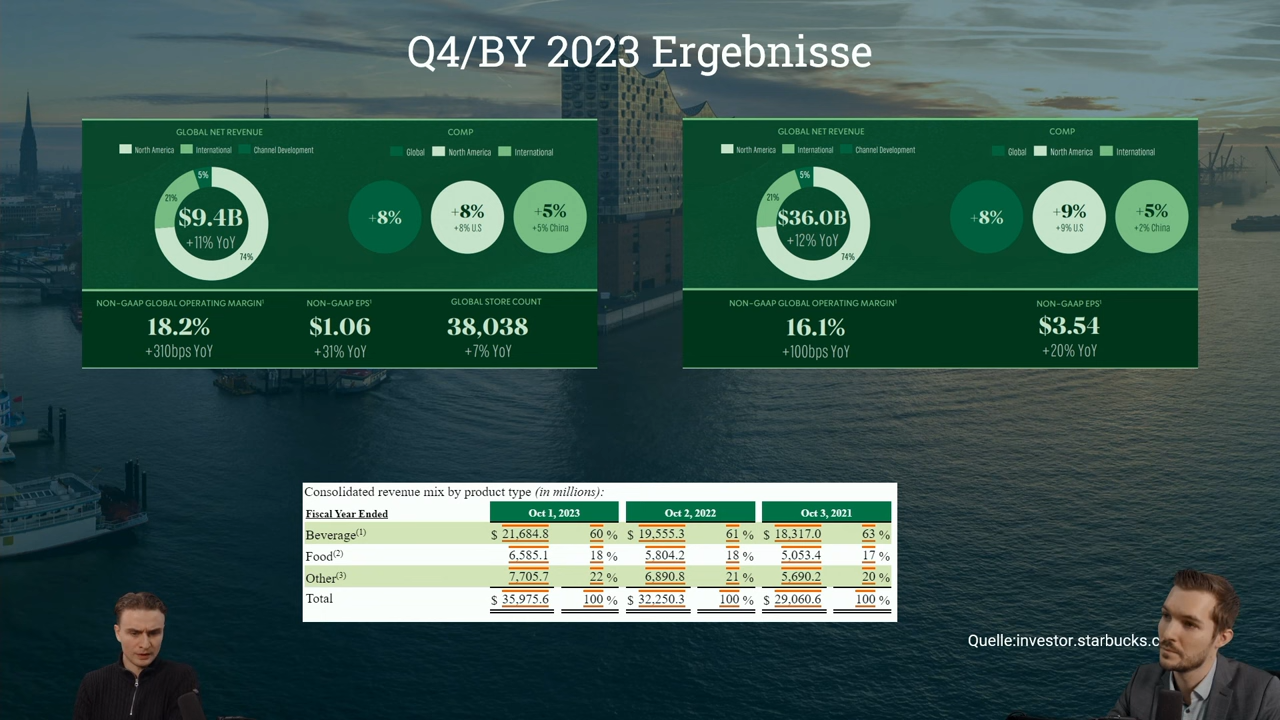 Q4/BY 2023 Ergebnisse
GLOBAL NET REVENUE
North America International Channel Development
5%
21%
$9.4B
+11% YoY
74%
COMP
Global North America International
+8%
+8%
+8% U.S
+5%
+5% China
NON-GAAP GLOBAL OPERATING MARGIN¹
18.2%
+310bps YoY
NON-GAAP EPS¹
$1.06
+31% YoY
GLOBAL STORE COUNT
38,038
+7% YoY
GLOBAL NET REVENUE
North America International Channel Development
5%
21%
$36.0B
+12% YoY
74%
COMP
Global North America International
+8%
+9%
+9% U.S
+5%
+2% China
NON-GAAP GLOBAL OPERATING MARGIN¹
16.1%
+100bps YoY
NON-GAAP EPS¹
$3.54
+20% YoY
Consolidated revenue mix by product type (in millions):
Fiscal Year Ended Oct 1, 2023 Oct 2, 2022 Oct 3, 2021
Beverage(1) $ 21,684.8 60 % $ 19,555.3 61 % $ 18,317.0 63 %
Food(2) 6,585.1 18 % 5,804.2 18 % 5,053.4 17 %
Other(3) 7,705.7 22 % 6,890.8 21 % 5,690.2 20 %
Total $ 35,975.6 100 % $ 32,250.3 100 % $ 29,060.6 100 %
Quelle:investor.starbucks.c